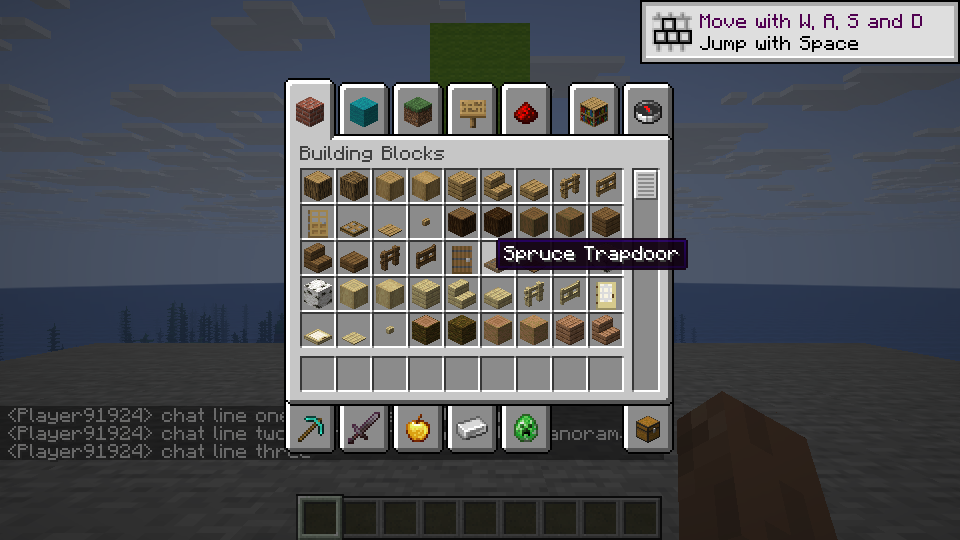 Move with W, A, S and D
Jump with Space
Building Blocks
Spruce Trapdoor
<Player91924> chat line one
<Player91924> chat line two
<Player91924> chat line three